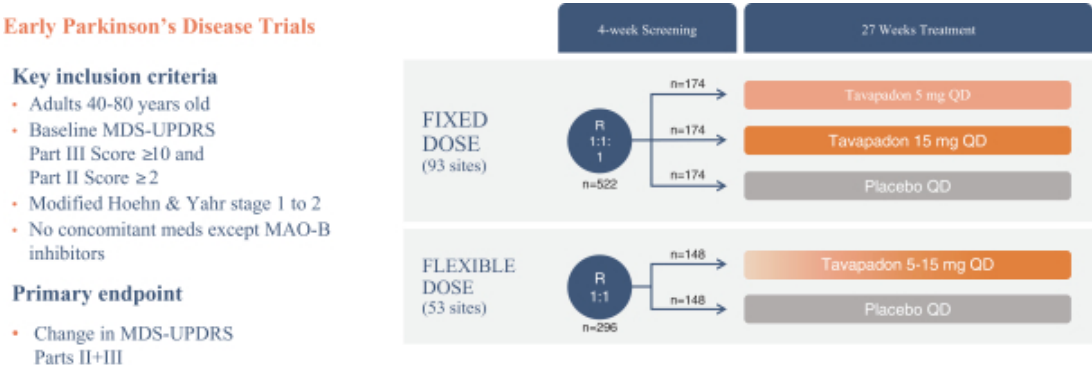 Early Parkinson's Disease Trials
Key inclusion criteria
• Adults 40-80 years old
• Baseline MDS-UPDRS
Part III Score ≥10 and
Part II Score ≥2
• Modified Hoehn & Yahr stage 1 to 2
• No concomitant meds except MAO-B
inhibitors
Primary endpoint
• Change in MDS-UPDRS
Parts II+III
4-week Screening
27 Weeks Treatment
FIXED
DOSE
(93 sites)
R
1:1:
1
n=522
n=174
Tavapadon 5 mg QD
n=174
Tavapadon 15 mg QD
n=174
Placebo QD
FLEXIBLE
DOSE
(53 sites)
R
1:1
n=296
n=148
Tavapadon 5-15 mg QD
n=148
Placebo QD